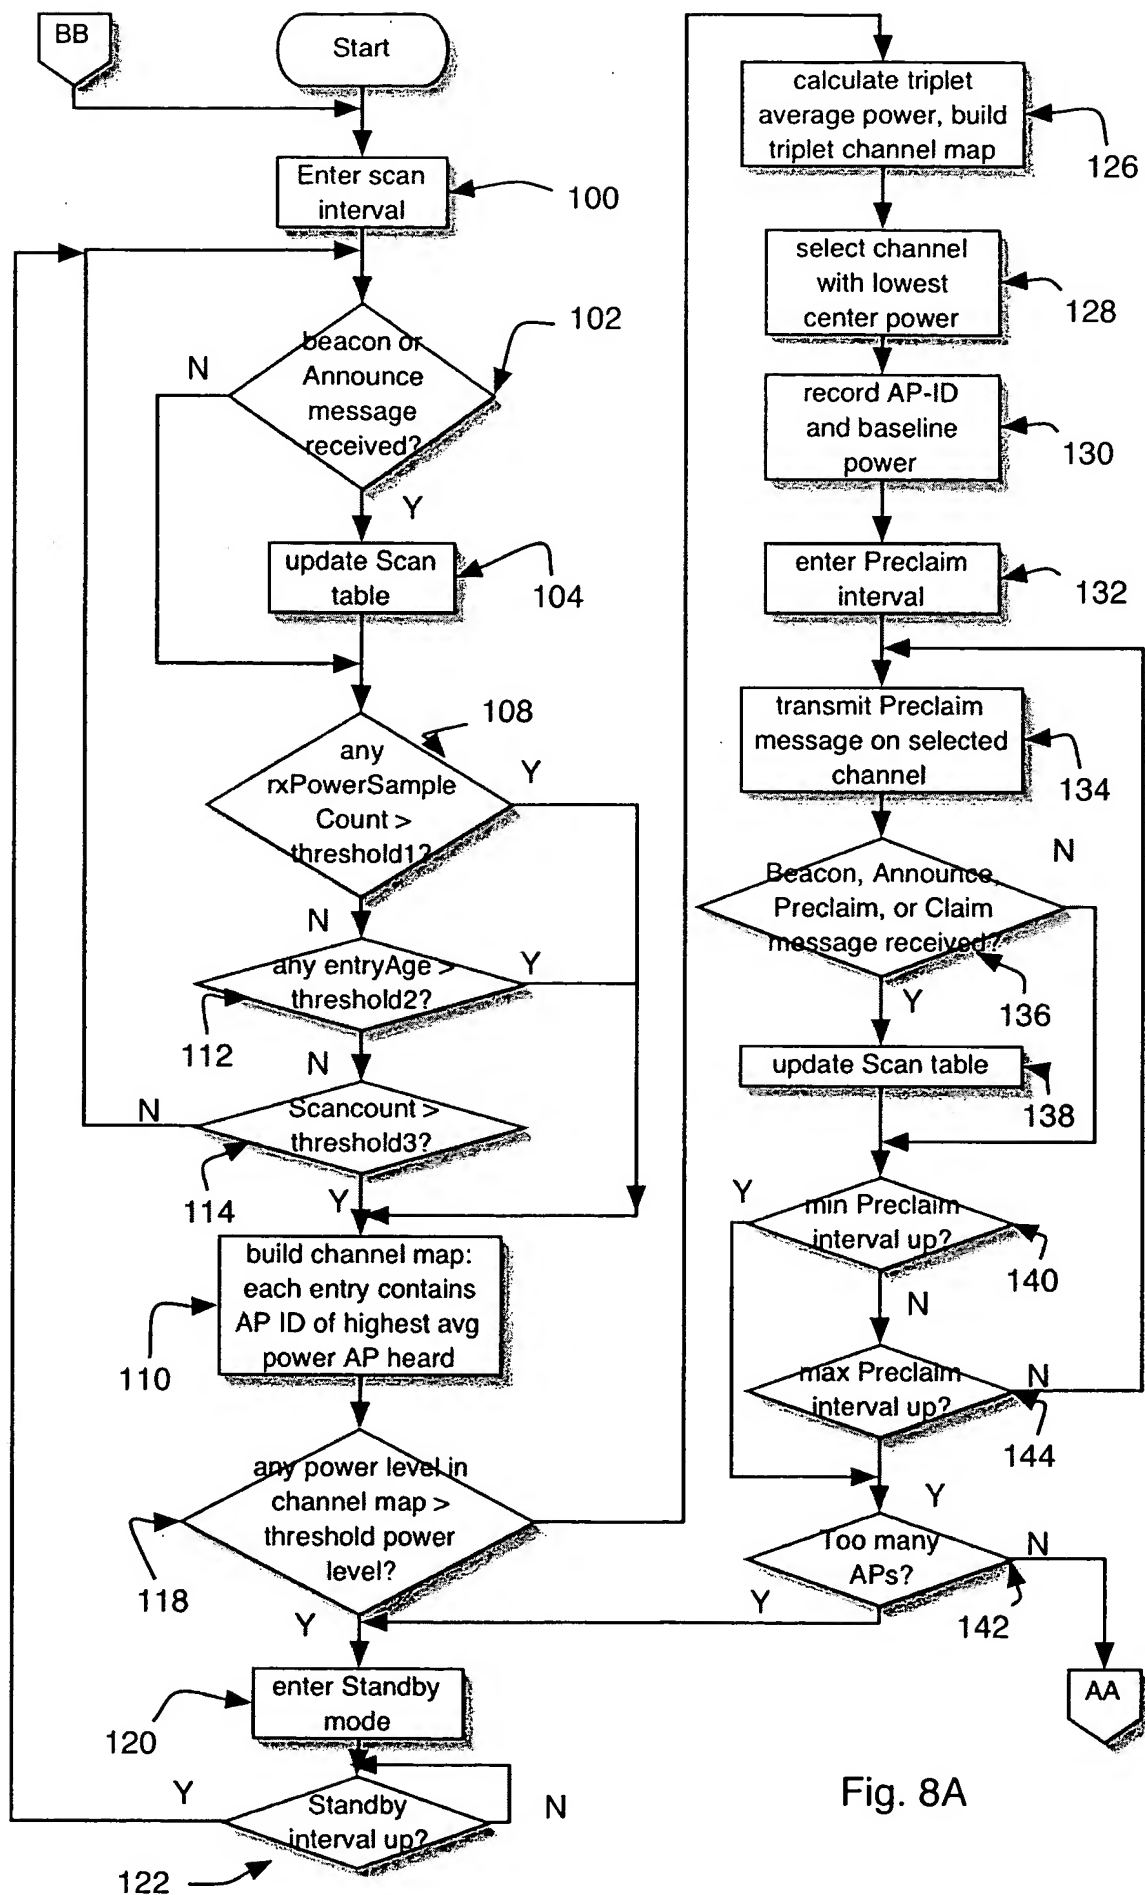 BB
Start
Enter scan
interval
100
beacon or
Announce
message
received?
102
N
Y
update Scan
table
104
any
rxPowerSample
Count >
threshold1?
108
Y
N
any entryAge >
threshold2?
Y
112
N
Scancount >
threshold3?
N
114
Y
build channel map:
each entry contains
AP ID of highest avg
power AP heard
110
any power level in
channel map >
threshold power
level?
118
Y
enter Standby
mode
120
Y
Standby
interval up?
N
122
calculate triplet
average power, build
triplet channel map
126
select channel
with lowest
center power
128
record AP-ID
and baseline
power
130
enter Preclaim
interval
132
transmit Preclaim
message on selected
channel
134
N
Beacon, Announce,
Preclaim, or Claim
message received?
136
Y
update Scan table
138
Y
min Preclaim
interval up?
140
N
max Preclaim
interval up?
N
144
Y
Too many
APs?
N
Y
142
AA
Fig. 8A